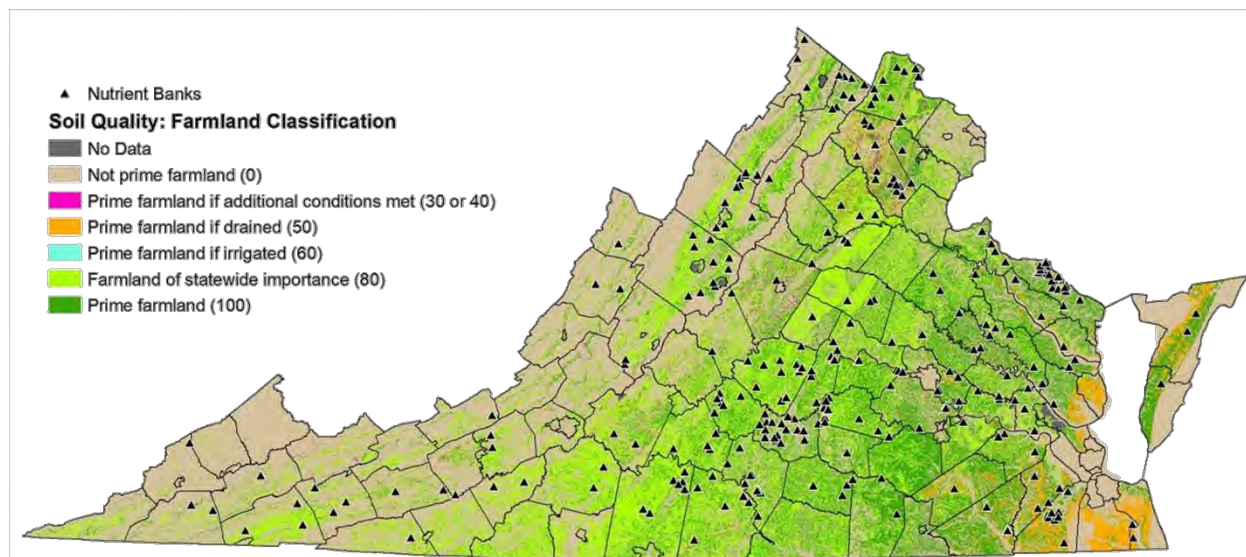 Nutrient Banks
Soil Quality: Farmland Classification
No Data
Not prime farmland (0)
Prime farmland if additional conditions met (30 or 40)
Prime farmland if drained (50)
Prime farmland if irrigated (60)
Farmland of statewide importance (80)
Prime farmland (100)